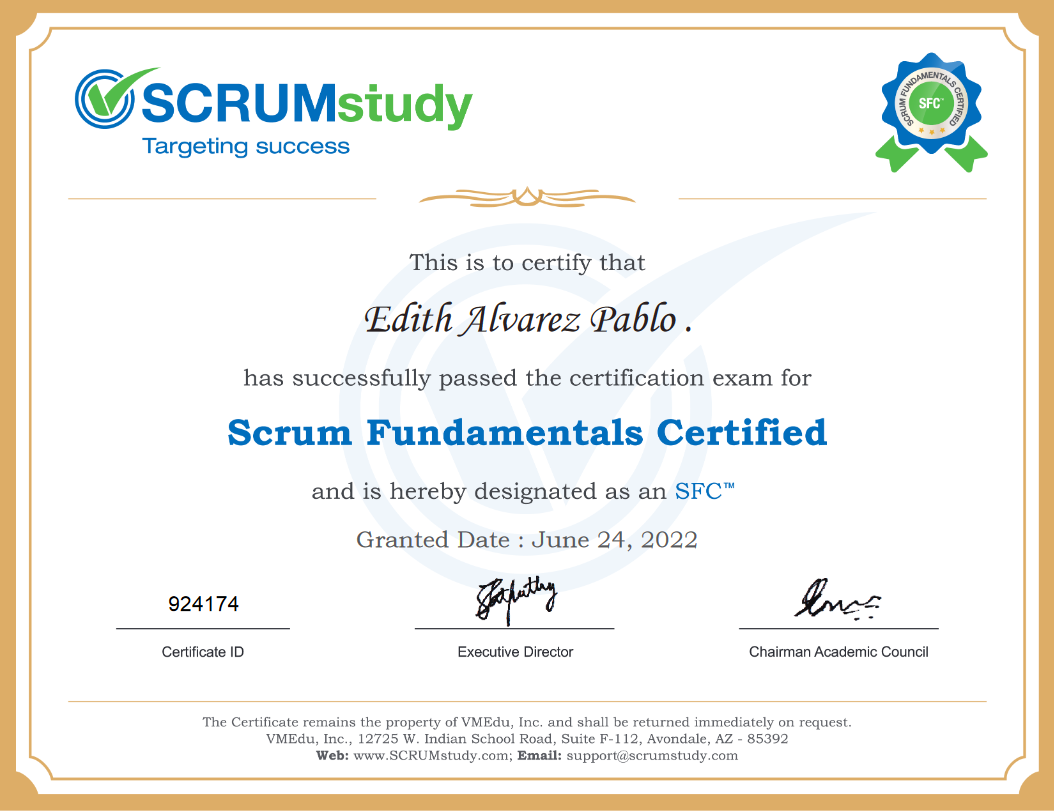 SCRUMstudy
Targeting success
SCRUM FUNDAMENTALS CERTIFIED
SFC™
This is to certify that
Edith Alvarez Pablo .
has successfully passed the certification exam for
Scrum Fundamentals Certified
and is hereby designated as an SFC™
Granted Date : June 24, 2022
924174
Certificate ID
Executive Director
Chairman Academic Council
The Certificate remains the property of VMEdu, Inc. and shall be returned immediately on request.
VMEdu, Inc., 12725 W. Indian School Road, Suite F-112, Avondale, AZ - 85392
Web: www.SCRUMstudy.com; Email: support@scrumstudy.com